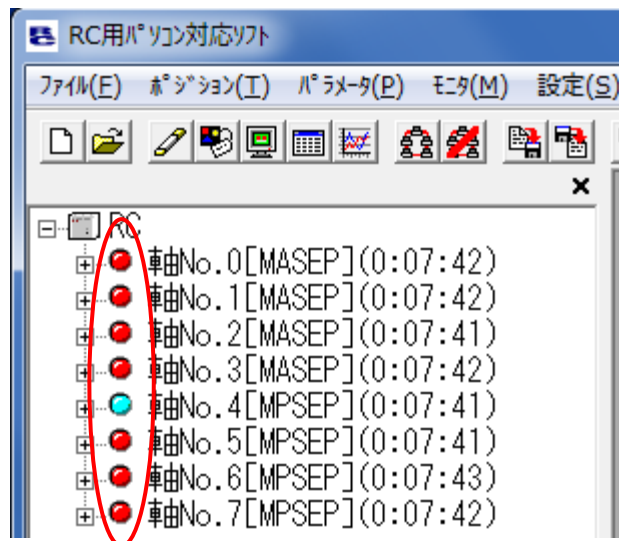 RC用ﾊﾟｿｺﾝ対応ｿﾌﾄ
ﾌｧｲﾙ(F) ﾎﾟｼﾞｼｮﾝ(T) ﾊﾟﾗﾒｰﾀ(P) ﾓﾆﾀ(M) 設定(S)
RC
軸No.0[MASEP](0:07:42)
軸No.1[MASEP](0:07:42)
軸No.2[MASEP](0:07:41)
軸No.3[MASEP](0:07:42)
軸No.4[MPSEP](0:07:41)
軸No.5[MPSEP](0:07:41)
軸No.6[MPSEP](0:07:43)
軸No.7[MPSEP](0:07:42)